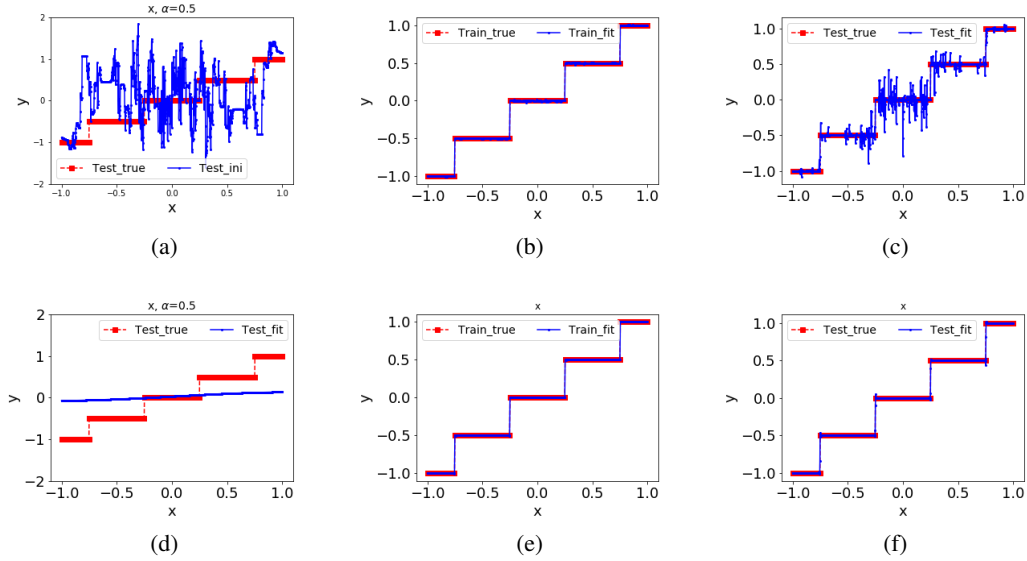 x, α=0.5
y
2
1
0
−1
−2
Test_true Test_ini
−1.0 −0.5 0.0 0.5 1.0
x
(a)
y
1.0
0.5
0.0
−0.5
−1.0
Train_true Train_fit
−1.0 −0.5 0.0 0.5 1.0
x
(b)
y
1.0
0.5
0.0
−0.5
−1.0
Test_true Test_fit
−1.0 −0.5 0.0 0.5 1.0
x
(c)
x, α=0.5
y
2
1
0
−1
−2
Test_true Test_fit
−1.0 −0.5 0.0 0.5 1.0
x
(d)
x
y
1.0
0.5
0.0
−0.5
−1.0
Train_true Train_fit
−1.0 −0.5 0.0 0.5 1.0
x
(e)
x
y
1.0
0.5
0.0
−0.5
−1.0
Test_true Test_fit
−1.0 −0.5 0.0 0.5 1.0
x
(f)